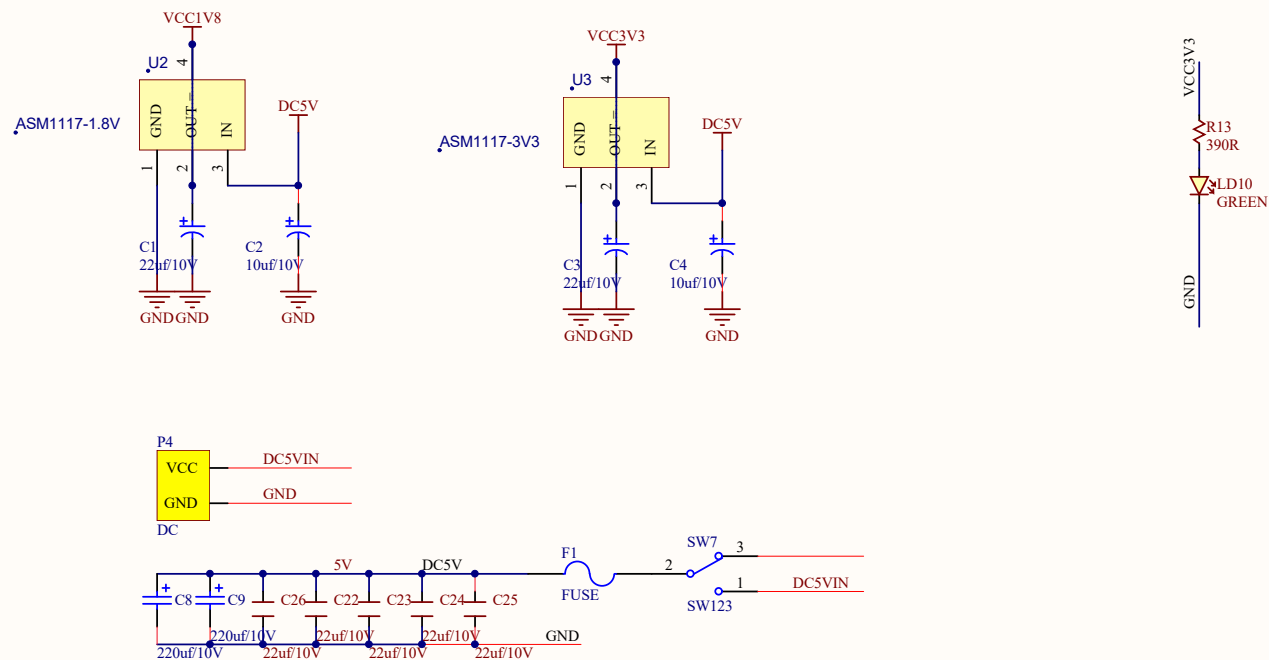 VCC1V8
U2
4
ASM1117-1.8V
GND
OUT
IN
DC5V
1
2
3
C1
22uf/10V
C2
10uf/10V
GND
GND
GND
VCC3V3
U3
4
ASM1117-3V3
GND
OUT
IN
DC5V
1
2
3
C3
22uf/10V
C4
10uf/10V
GND
GND
GND
VCC3V3
R13
390R
LD10
GREEN
GND
P4
VCC
DC5VIN
GND
GND
DC
5V
DC5V
F1
FUSE
2
SW7
3
1
DC5VIN
SW123
C8
C9
C26
C22
C23
C24
C25
220uf/10V
22uf/10V
22uf/10V
GND
220uf/10V
22uf/10V
22uf/10V
22uf/10V